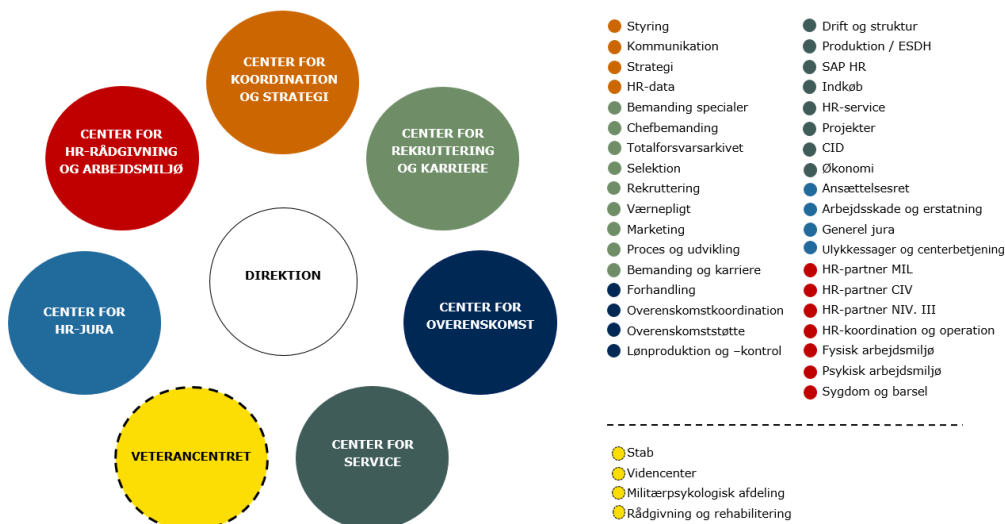 CENTER FOR
KOORDINATION
OG STRATEGI
CENTER FOR
HR-RÅDGIVNING
OG ARBEJDSMILJØ
CENTER FOR
REKRUTTERING
OG KARRIERE
DIREKTION
CENTER FOR
HR-JURA
CENTER FOR
OVERENSKOMST
VETERANCENTRET
CENTER FOR
SERVICE
Styring
Kommunikation
Strategi
HR-data
Bemanding specialer
Chefbemanding
Totalforsvarsarkivet
Selektion
Rekruttering
Værnepligt
Marketing
Proces og udvikling
Bemanding og karriere
Forhandling
Overenskomstkoordination
Overenskomststøtte
Lønproduktion og –kontrol
Drift og struktur
Produktion / ESDH
SAP HR
Indkøb
HR-service
Projekter
CID
Økonomi
Ansættelsesret
Arbejdsskade og erstatning
Generel jura
Ulykkessager og centerbetjening
HR-partner MIL
HR-partner CIV
HR-partner NIV. III
HR-koordination og operation
Fysisk arbejdsmiljø
Psykisk arbejdsmiljø
Sygdom og barsel
Stab
Videncenter
Militærpsykologisk afdeling
Rådgivning og rehabilitering